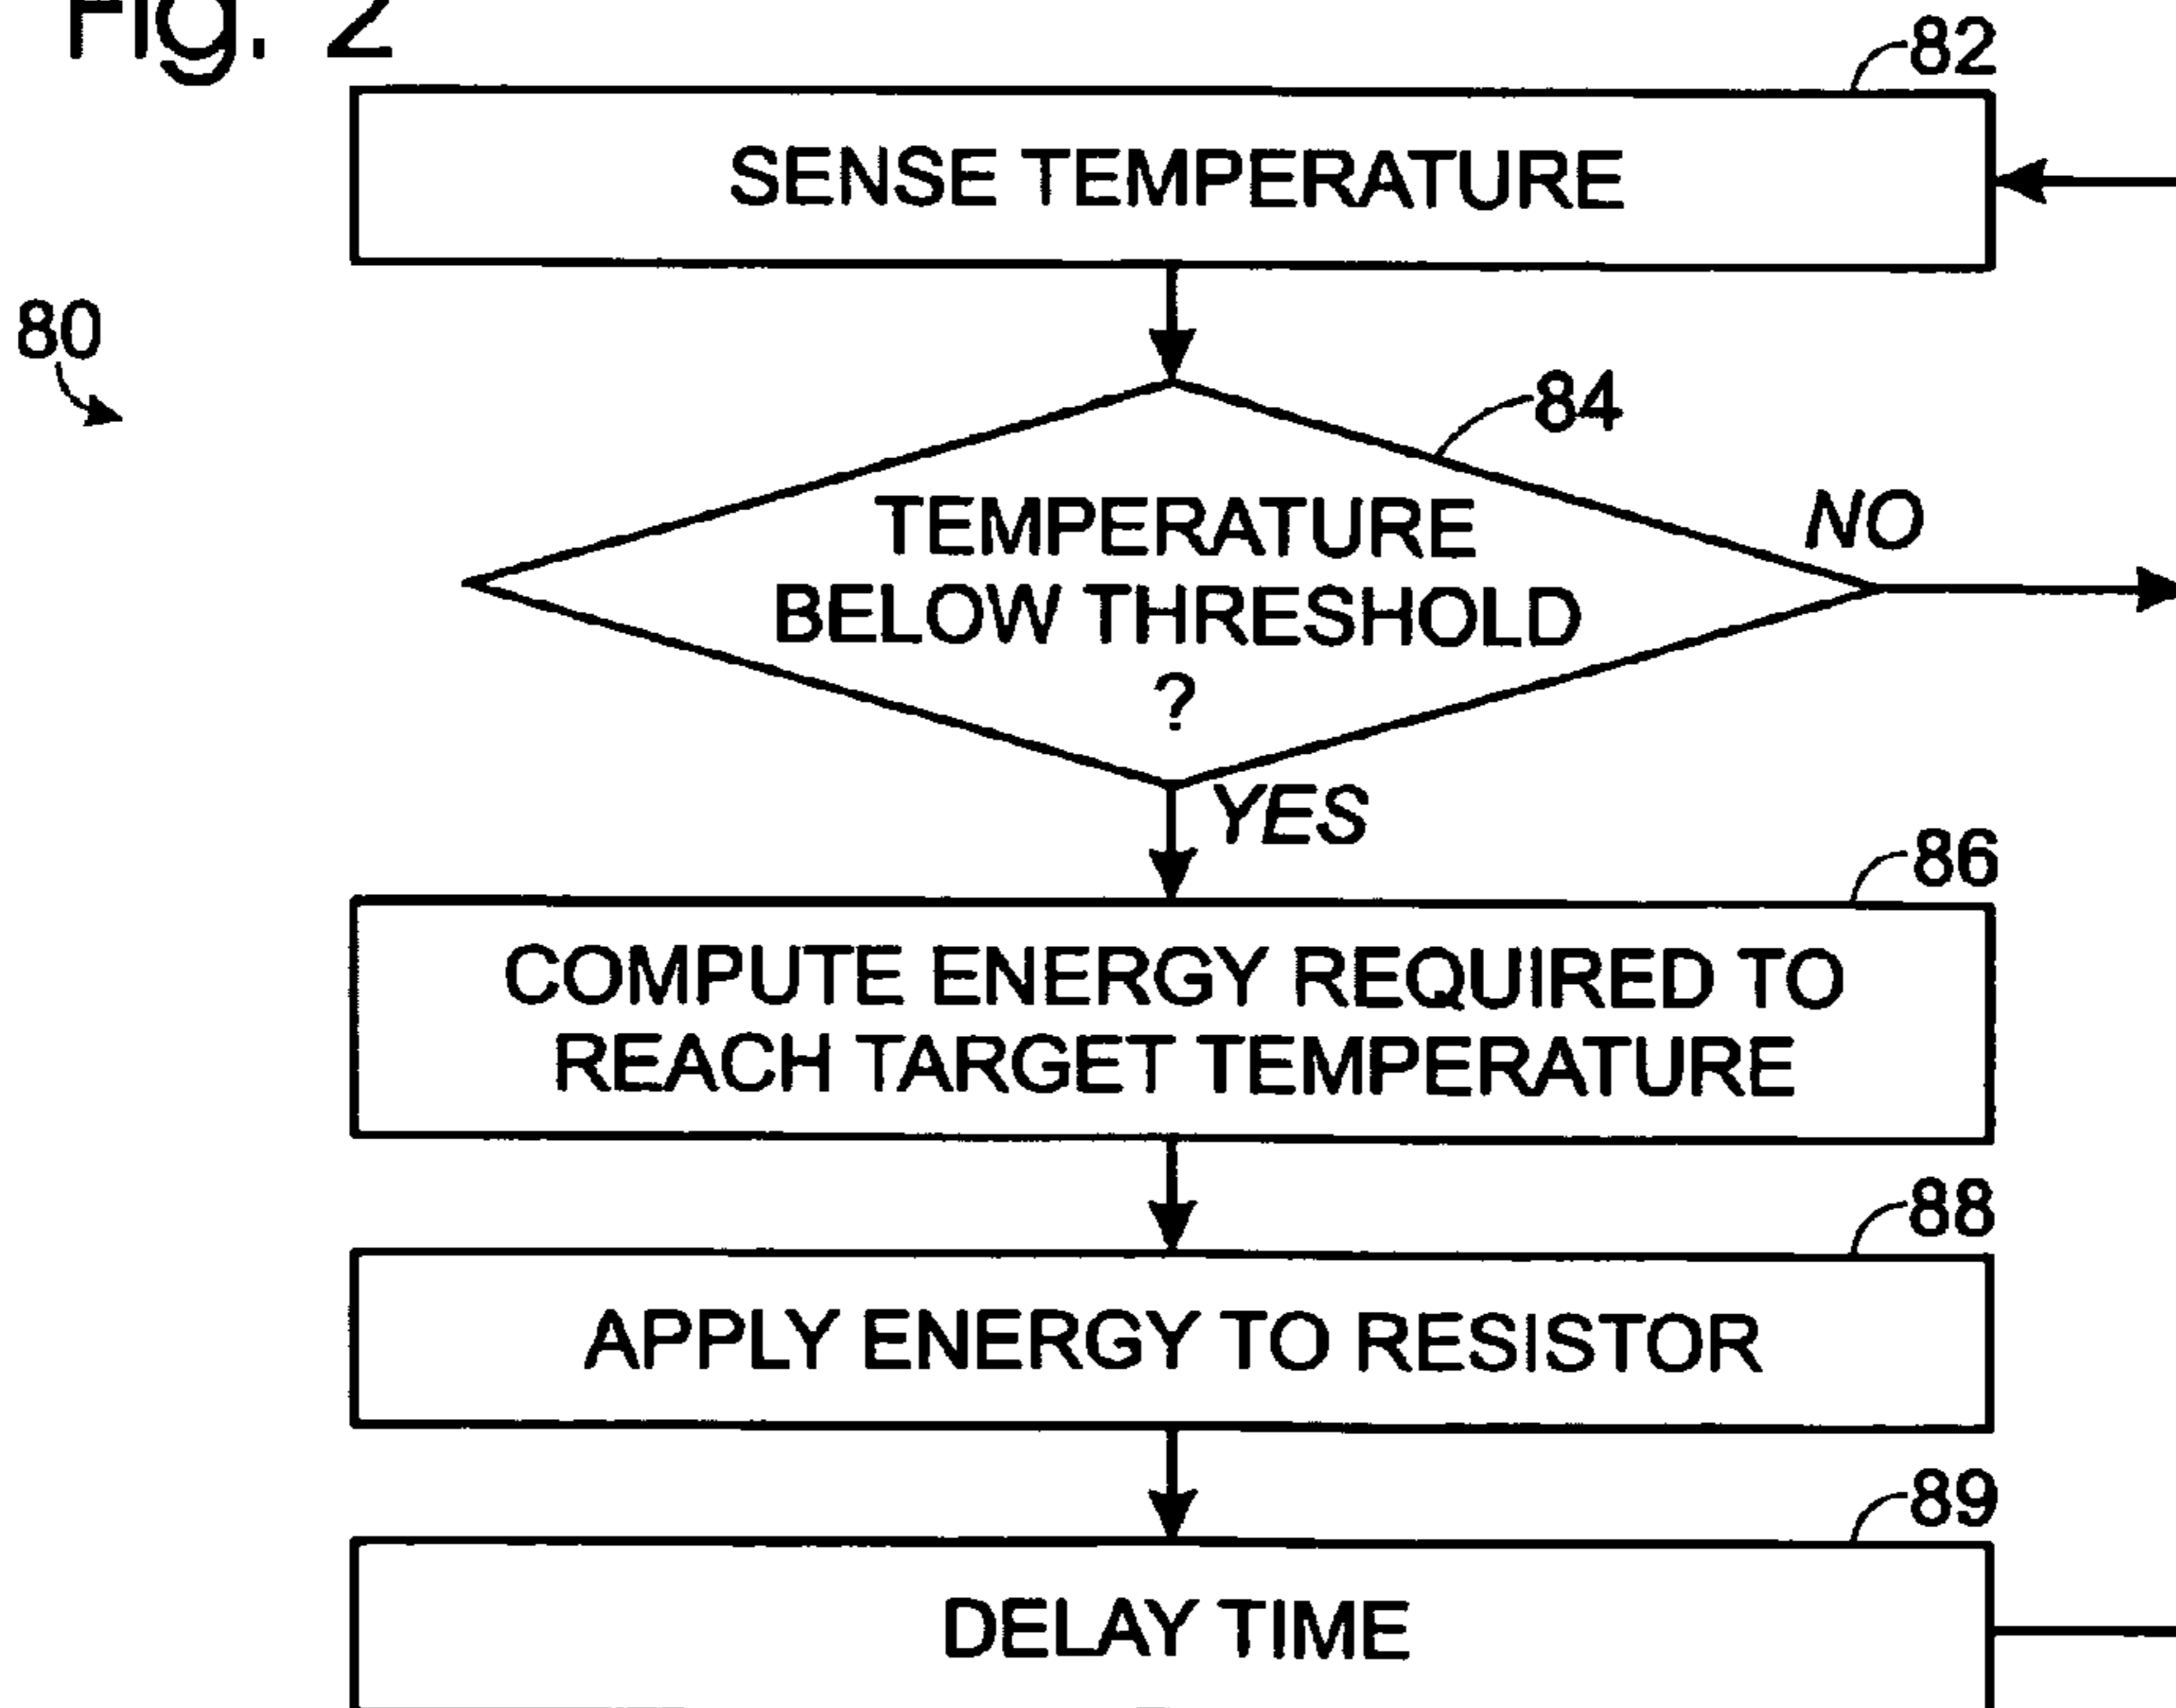 Fig. 2
82
SENSE TEMPERATURE
80
84
TEMPERATURE
BELOW THRESHOLD
?
NO
YES
86
COMPUTE ENERGY REQUIRED TO
REACH TARGET TEMPERATURE
88
APPLY ENERGY TO RESISTOR
89
DELAY TIME